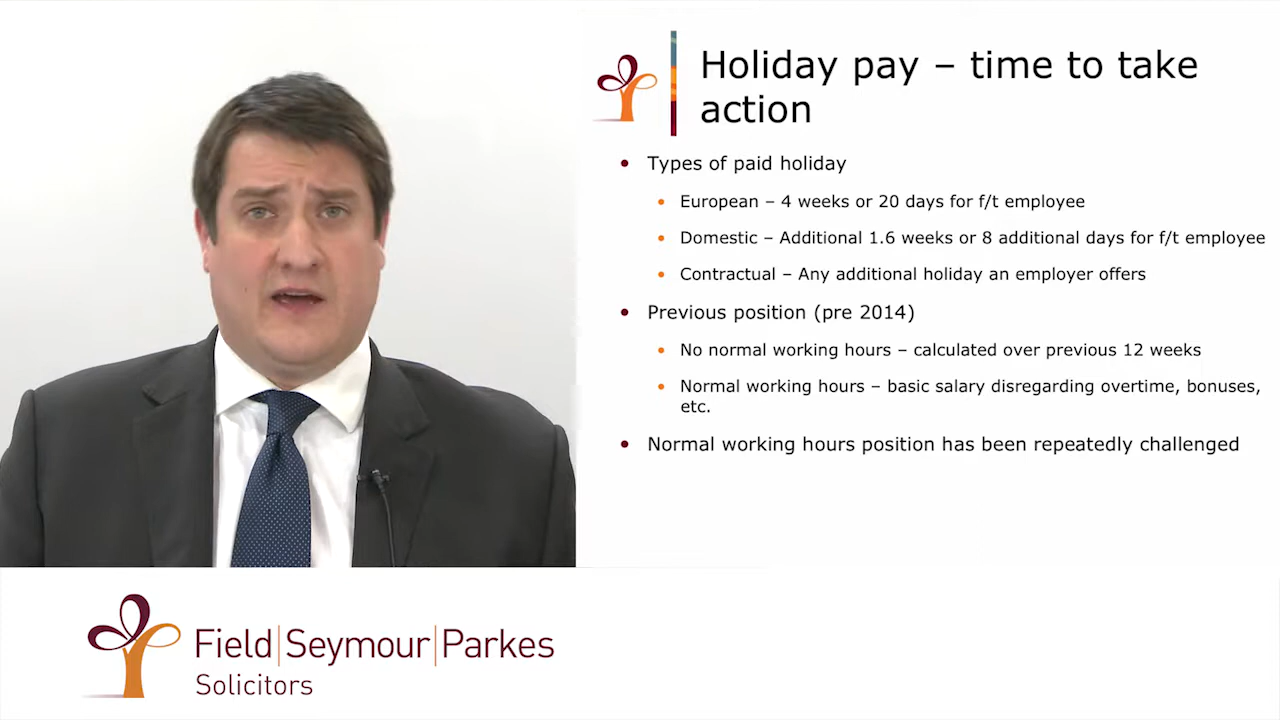 Holiday pay – time to take
action
• Types of paid holiday
• European – 4 weeks or 20 days for f/t employee
• Domestic – Additional 1.6 weeks or 8 additional days for f/t employee
• Contractual – Any additional holiday an employer offers
• Previous position (pre 2014)
• No normal working hours – calculated over previous 12 weeks
• Normal working hours – basic salary disregarding overtime, bonuses,
etc.
• Normal working hours position has been repeatedly challenged
Field|Seymour|Parkes
Solicitors